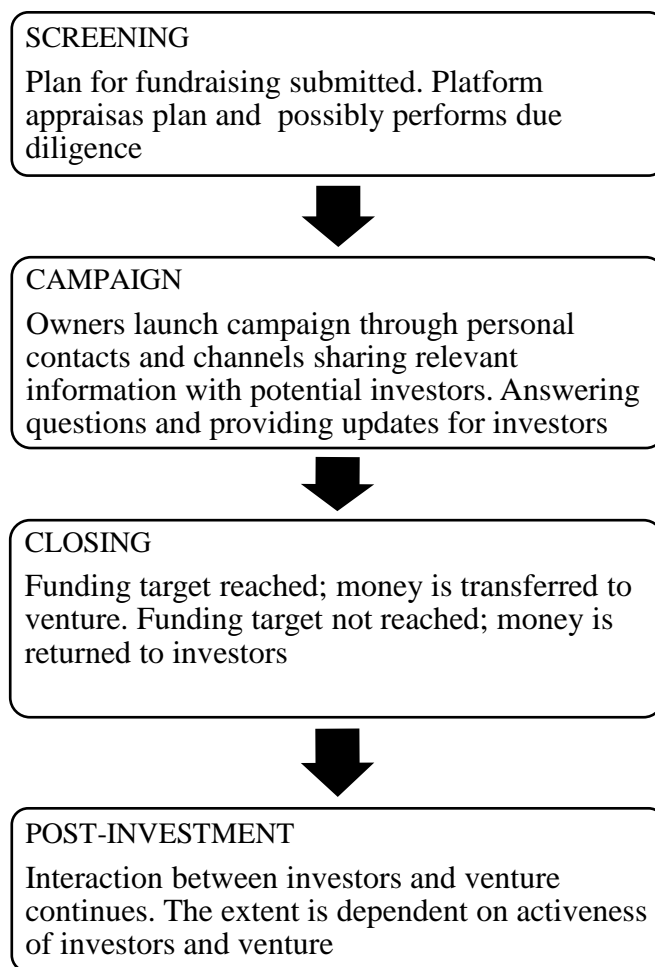 SCREENING
Plan for fundraising submitted. Platform
appraisas plan and  possibly performs due
diligence
CAMPAIGN
Owners launch campaign through personal
contacts and channels sharing relevant
information with potential investors. Answering
questions and providing updates for investors
CLOSING
Funding target reached; money is transferred to
venture. Funding target not reached; money is
returned to investors
POST-INVESTMENT
Interaction between investors and venture
continues. The extent is dependent on activeness
of investors and venture